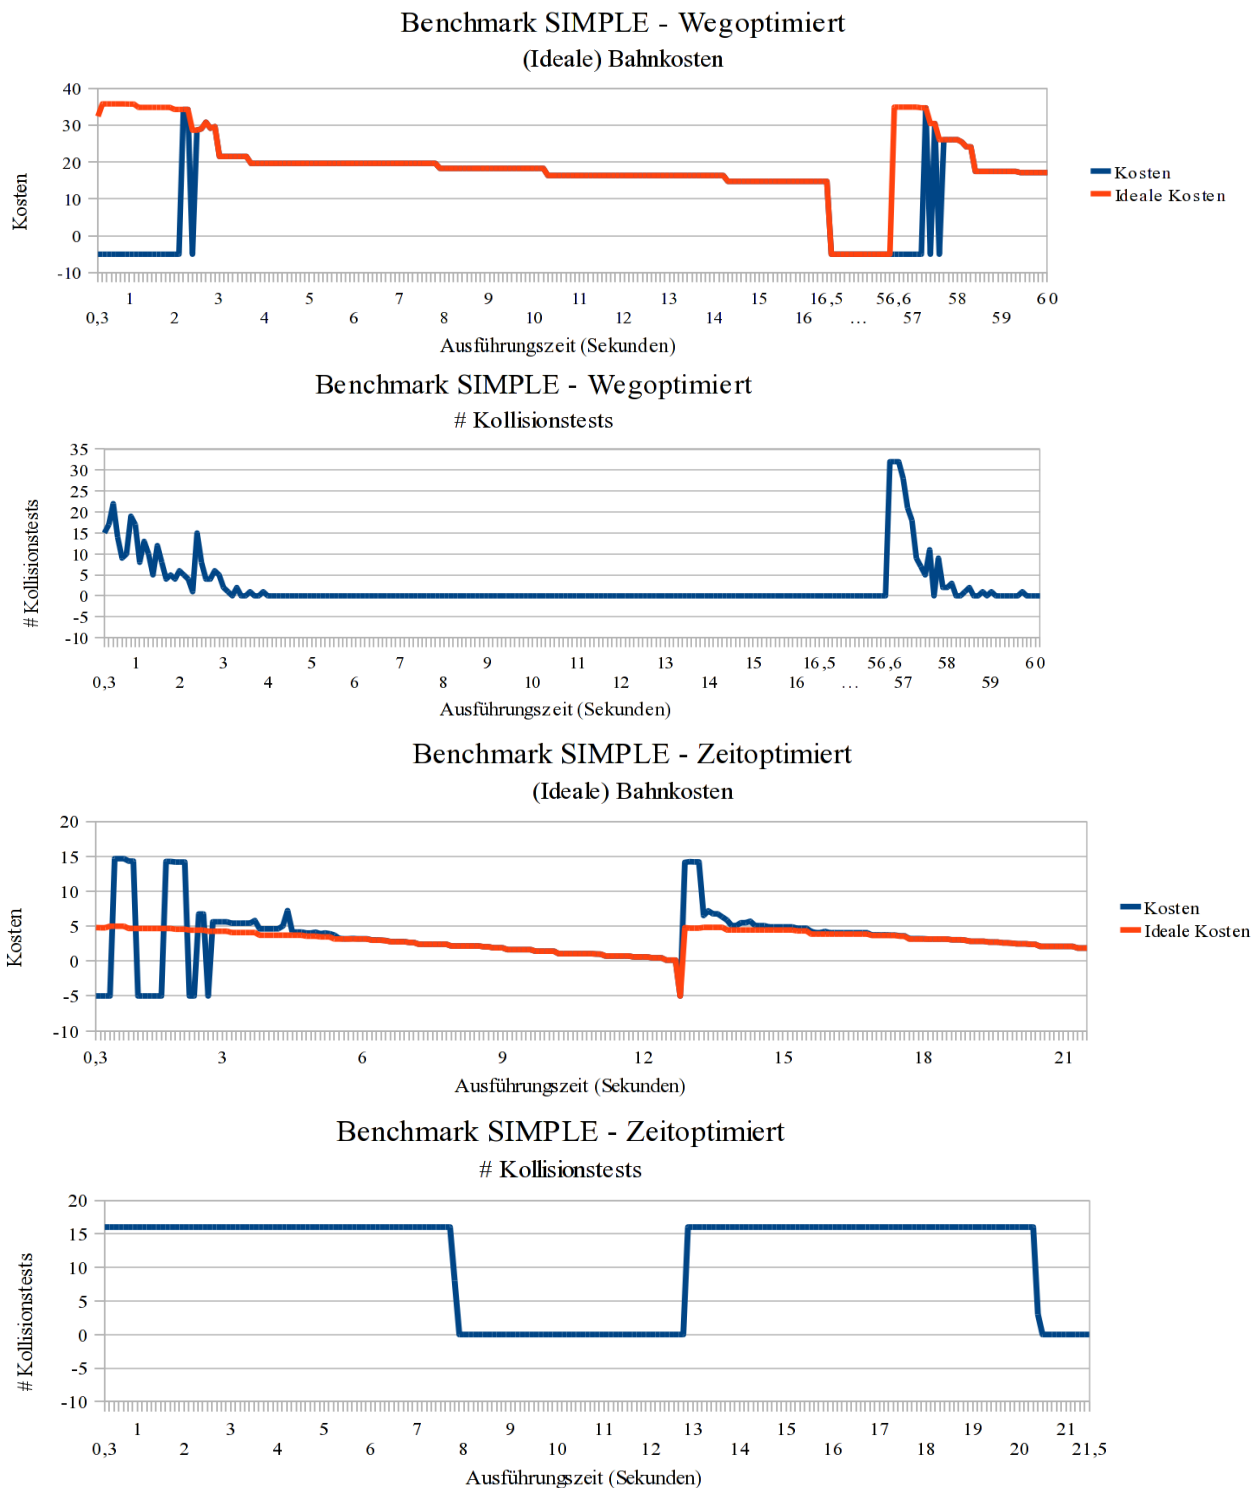 Benchmark SIMPLE - Wegoptimiert
(Ideale) Bahnkosten
40
30
20
10
0
-10
Kosten
Kosten
Ideale Kosten
1 3 5 7 9 11 13 15 16,5 56,6 58 60
0,3 2 4 6 8 10 12 14 16 ... 57 59
Ausführungszeit (Sekunden)
Benchmark SIMPLE - Wegoptimiert
# Kollisionstests
35
30
25
20
15
10
5
0
-5
-10
# Kollisionstests
1 3 5 7 9 11 13 15 16,5 56,6 58 60
0,3 2 4 6 8 10 12 14 16 ... 57 59
Ausführungszeit (Sekunden)
Benchmark SIMPLE - Zeitoptimiert
(Ideale) Bahnkosten
20
15
10
5
0
-5
-10
Kosten
Kosten
Ideale Kosten
0,3 3 6 9 12 15 18 21
Ausführungszeit (Sekunden)
Benchmark SIMPLE - Zeitoptimiert
# Kollisionstests
20
15
10
5
0
-5
-10
# Kollisionstests
1 3 5 7 9 11 13 15 17 19 21
0,3 2 4 6 8 10 12 14 16 18 20 21,5
Ausführungszeit (Sekunden)